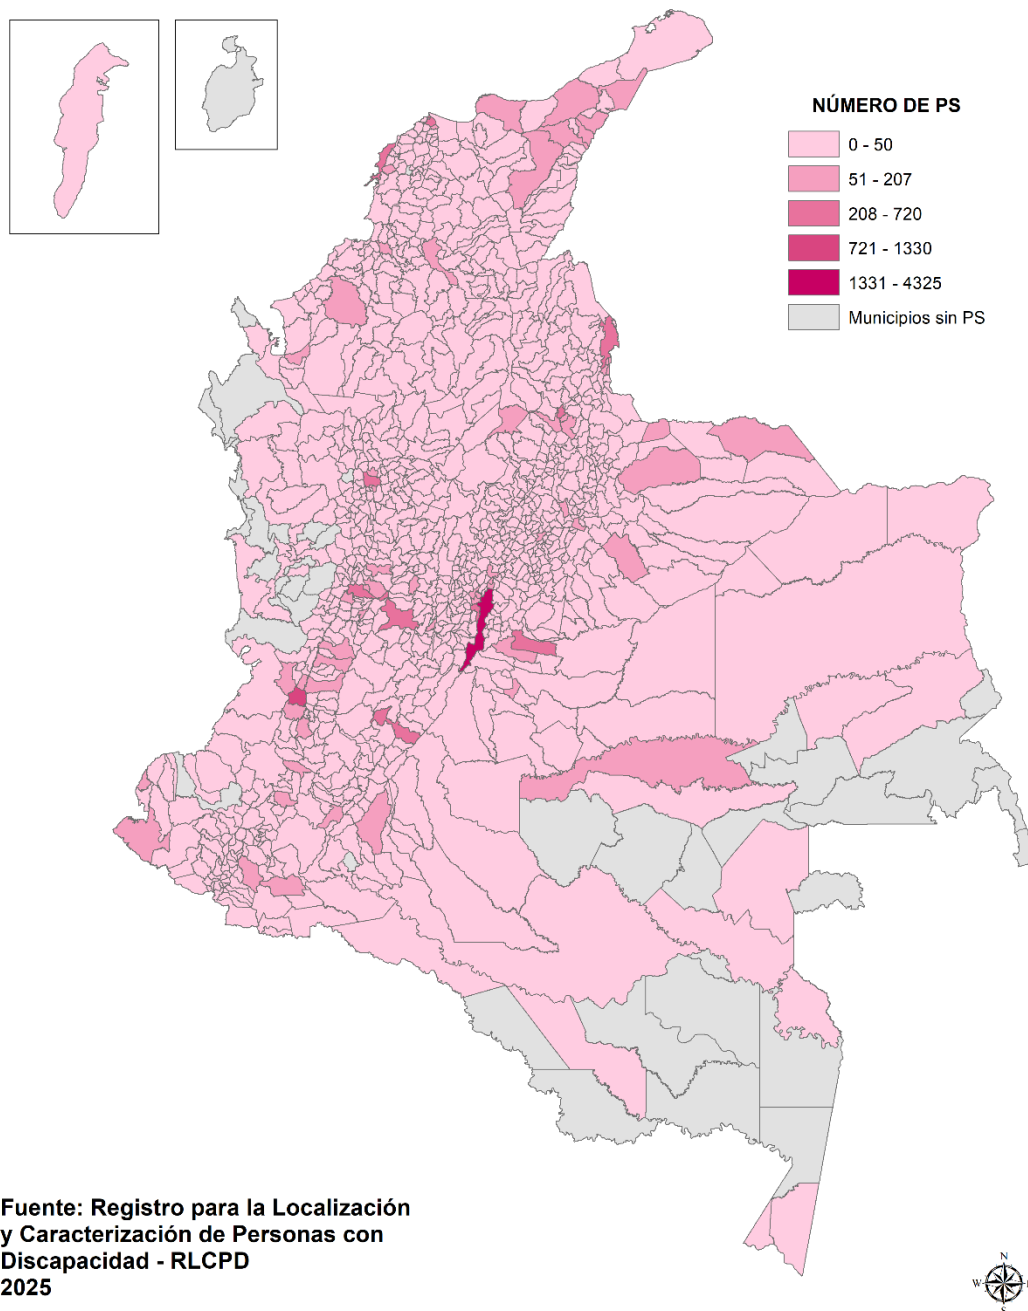 NÚMERO DE PS
0 - 50
51 - 207
208 - 720
721 - 1330
1331 - 4325
Municipios sin PS
Fuente: Registro para la Localización
y Caracterización de Personas con
Discapacidad - RLCPD
2025
N
W
S